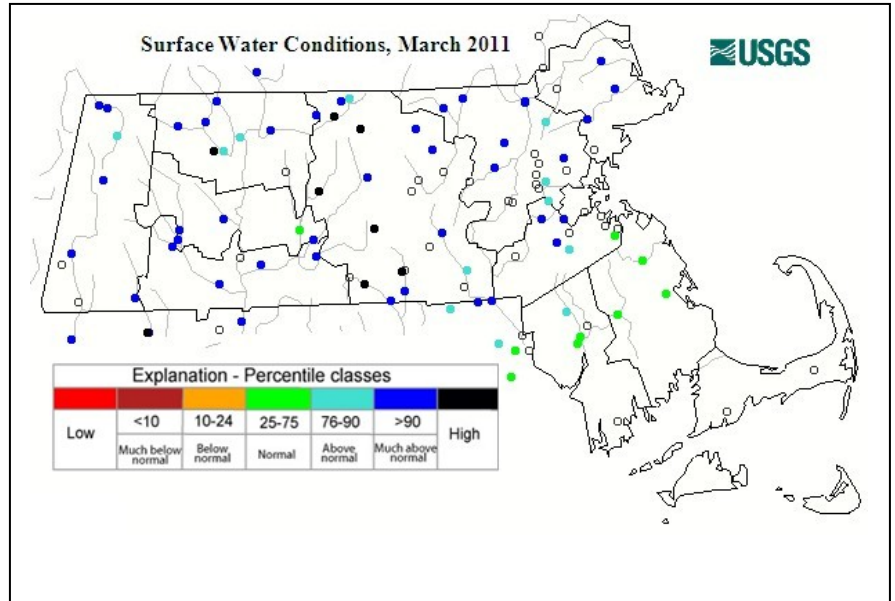 Surface Water Conditions, March 2011
USGS
Explanation - Percentile classes
Low
<10
10-24
25-75
76-90
>90
High
Much below
normal
Below
normal
Normal
Above
normal
Much above
normal